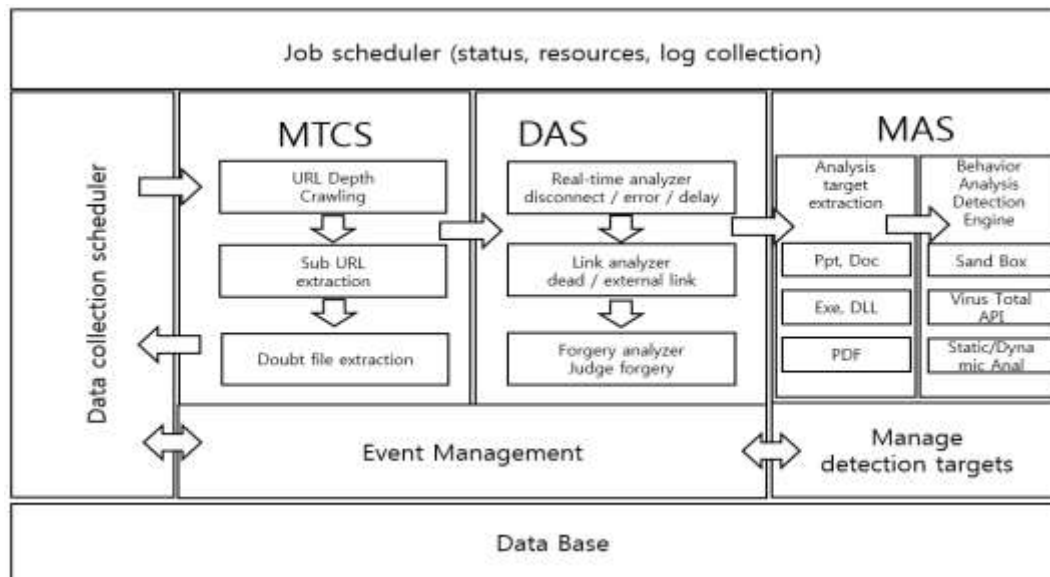 Job scheduler (status, resources, log collection)
Data collection scheduler
MTCS
URL Depth
Crawling
Sub URL
extraction
Doubt file extraction
DAS
Real-time analyzer
disconnect / error / delay
Link analyzer
dead / external link
Forgery analyzer
Judge forgery
MAS
Analysis
target
extraction
Ppt, Doc
Exe, DLL
PDF
Behavior
Analysis
Detection
Engine
Sand Box
Virus Total
API
Static/Dyna
mic Anal
Event Management
Manage
detection targets
Data Base